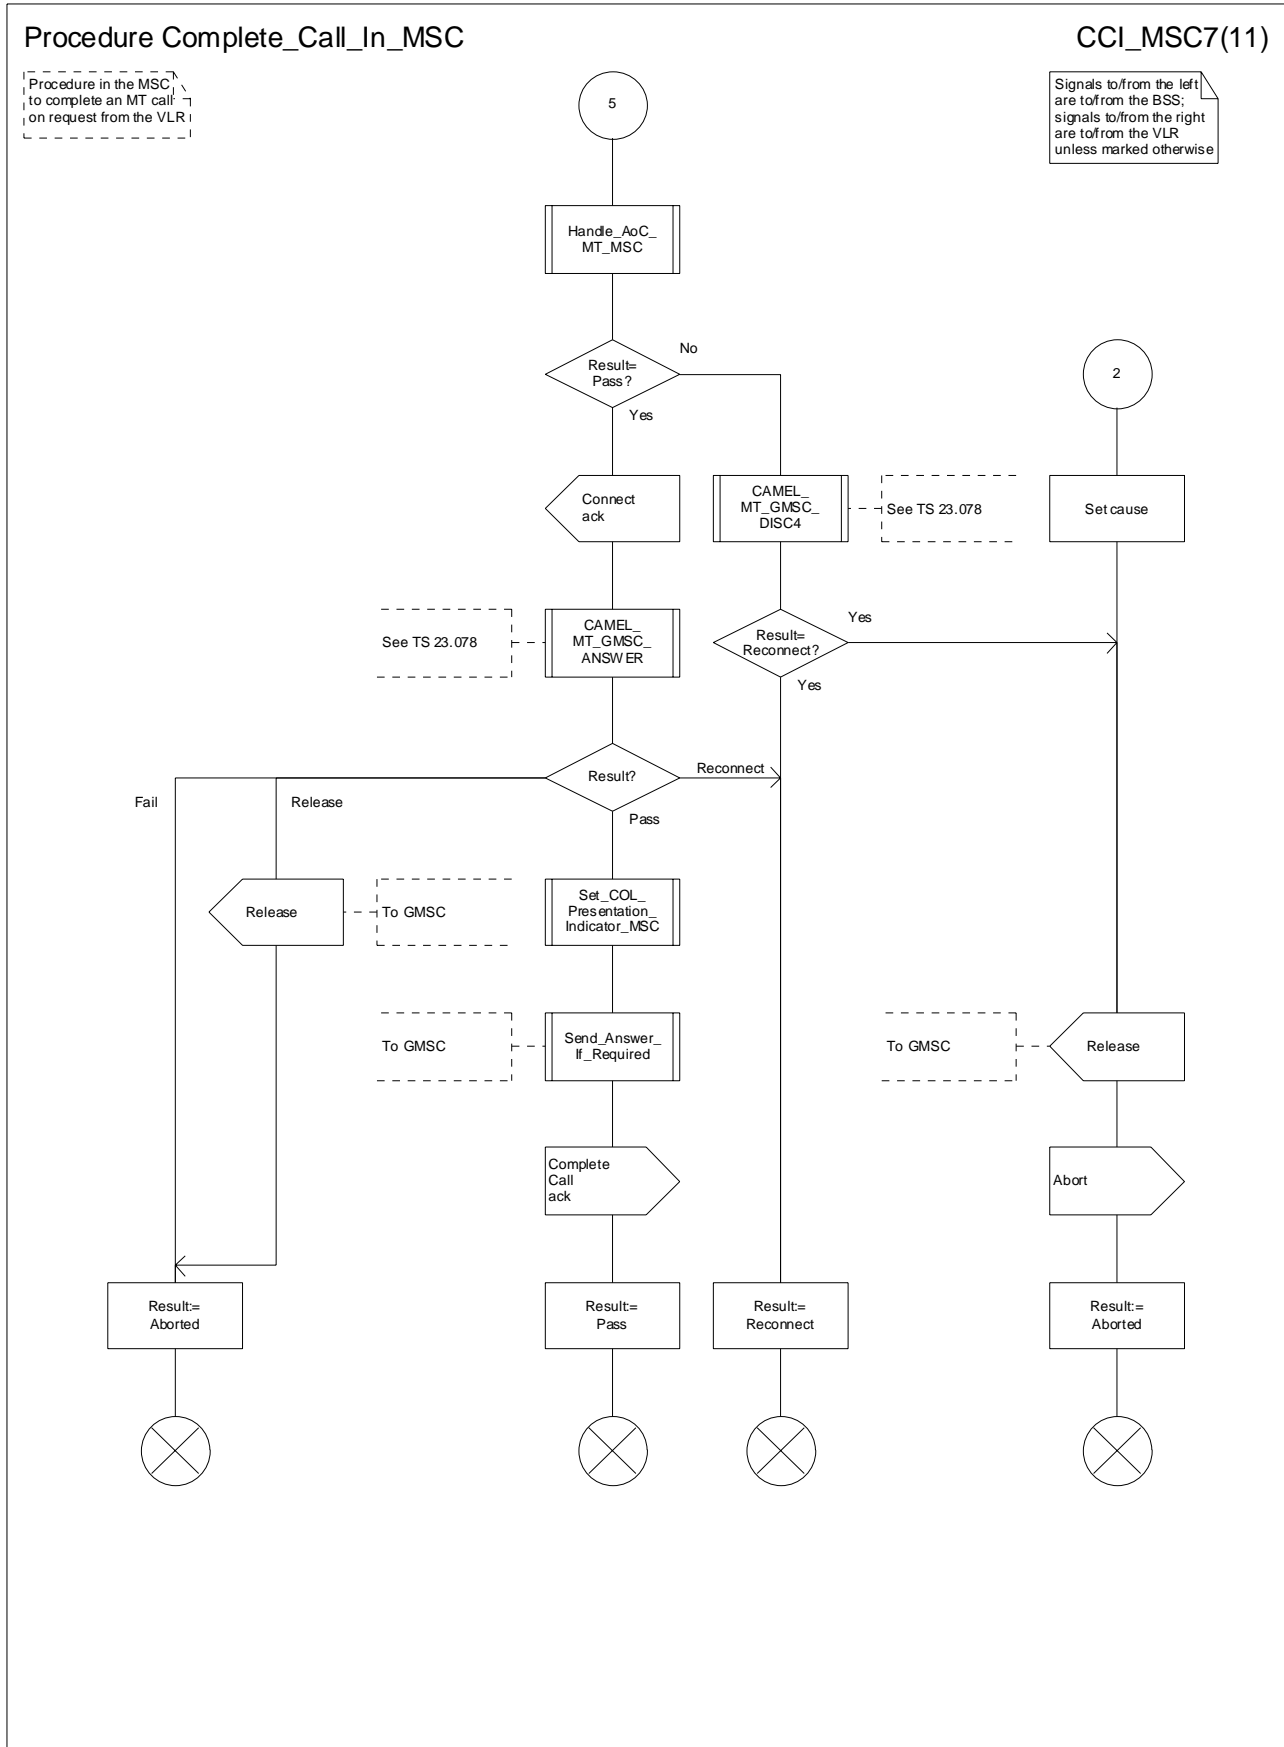 Procedure Complete_Call_In_MSC
CCI_MSC7(11)
Procedure in the MSC
to complete an MT call
on request from the VLR
Signals to/from the left
are to/from the BSS;
signals to/from the right
are to/from the VLR
unless marked otherwise
5
Handle_AoC_
MT_MSC
Result=
Pass?
No
Yes
2
Connect
ack
CAMEL_
MT_GMSC_
DISC4
See TS 23.078
Set cause
See TS 23.078
CAMEL_
MT_GMSC_
ANSWER
Result=
Reconnect?
Yes
Yes
Result?
Reconnect
Fail
Release
Pass
Release
To GMSC
Set_COL_
Presentation_
Indicator_MSC
To GMSC
Send_Answer_
If_Required
To GMSC
Release
Complete
Call
ack
Abort
Result:=
Aborted
Result:=
Pass
Result:=
Reconnect
Result:=
Aborted